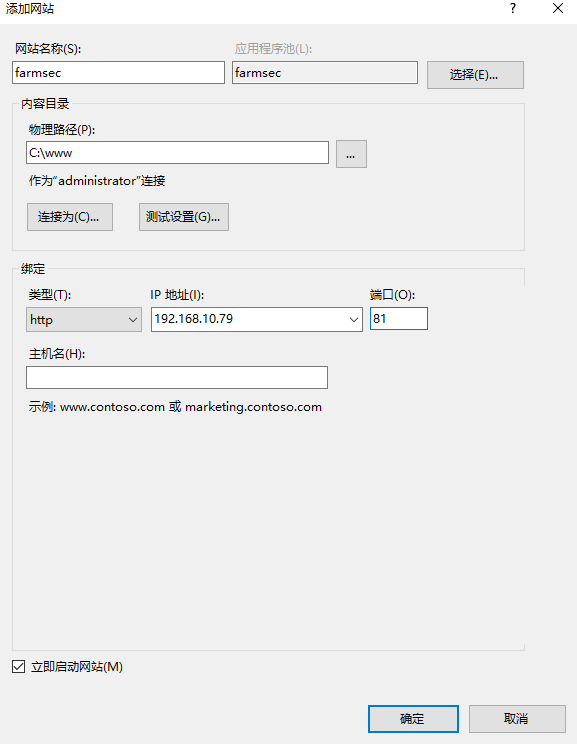 添加网站
?
网站名称(S): 应用程序池(L):
farmsec farmsec 选择(E)...
内容目录
物理路径(P):
C:\www ...
作为“administrator”连接
连接为(C)... 测试设置(G)...
绑定
类型(T): IP 地址(I): 端口(O):
http 192.168.10.79 81
主机名(H):
示例: www.contoso.com 或 marketing.contoso.com
立即启动网站(M)
确定 取消